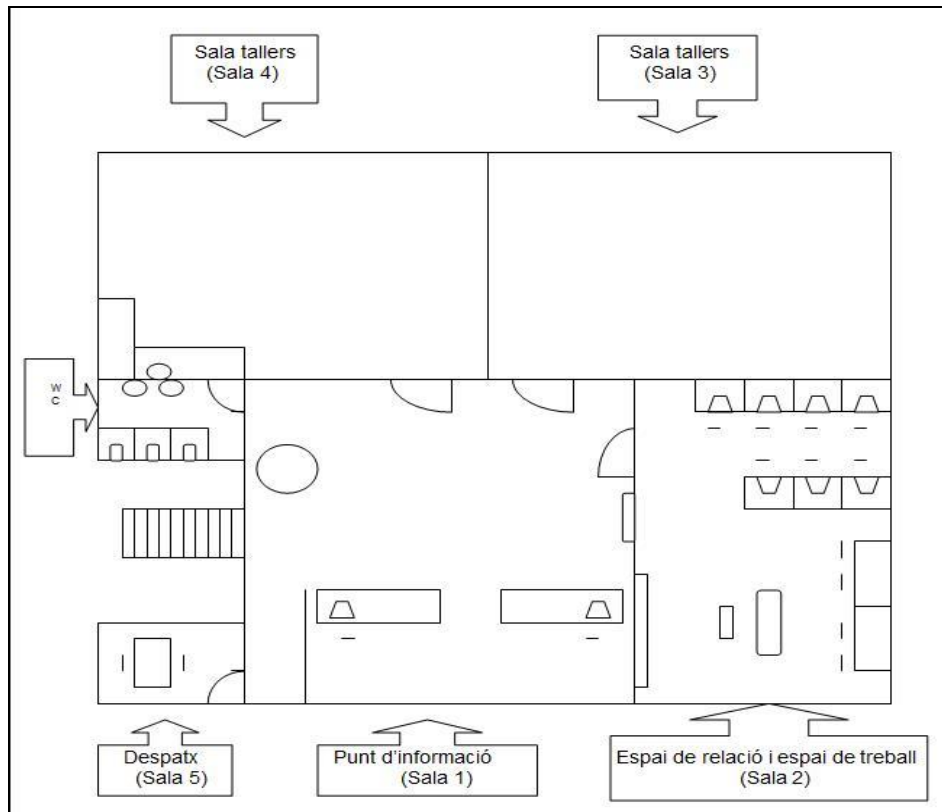 Sala tallers
(Sala 4)
Sala tallers
(Sala 3)
W
C
Despatx
(Sala 5)
Punt d'informació
(Sala 1)
Espai de relació i espai de treball
(Sala 2)